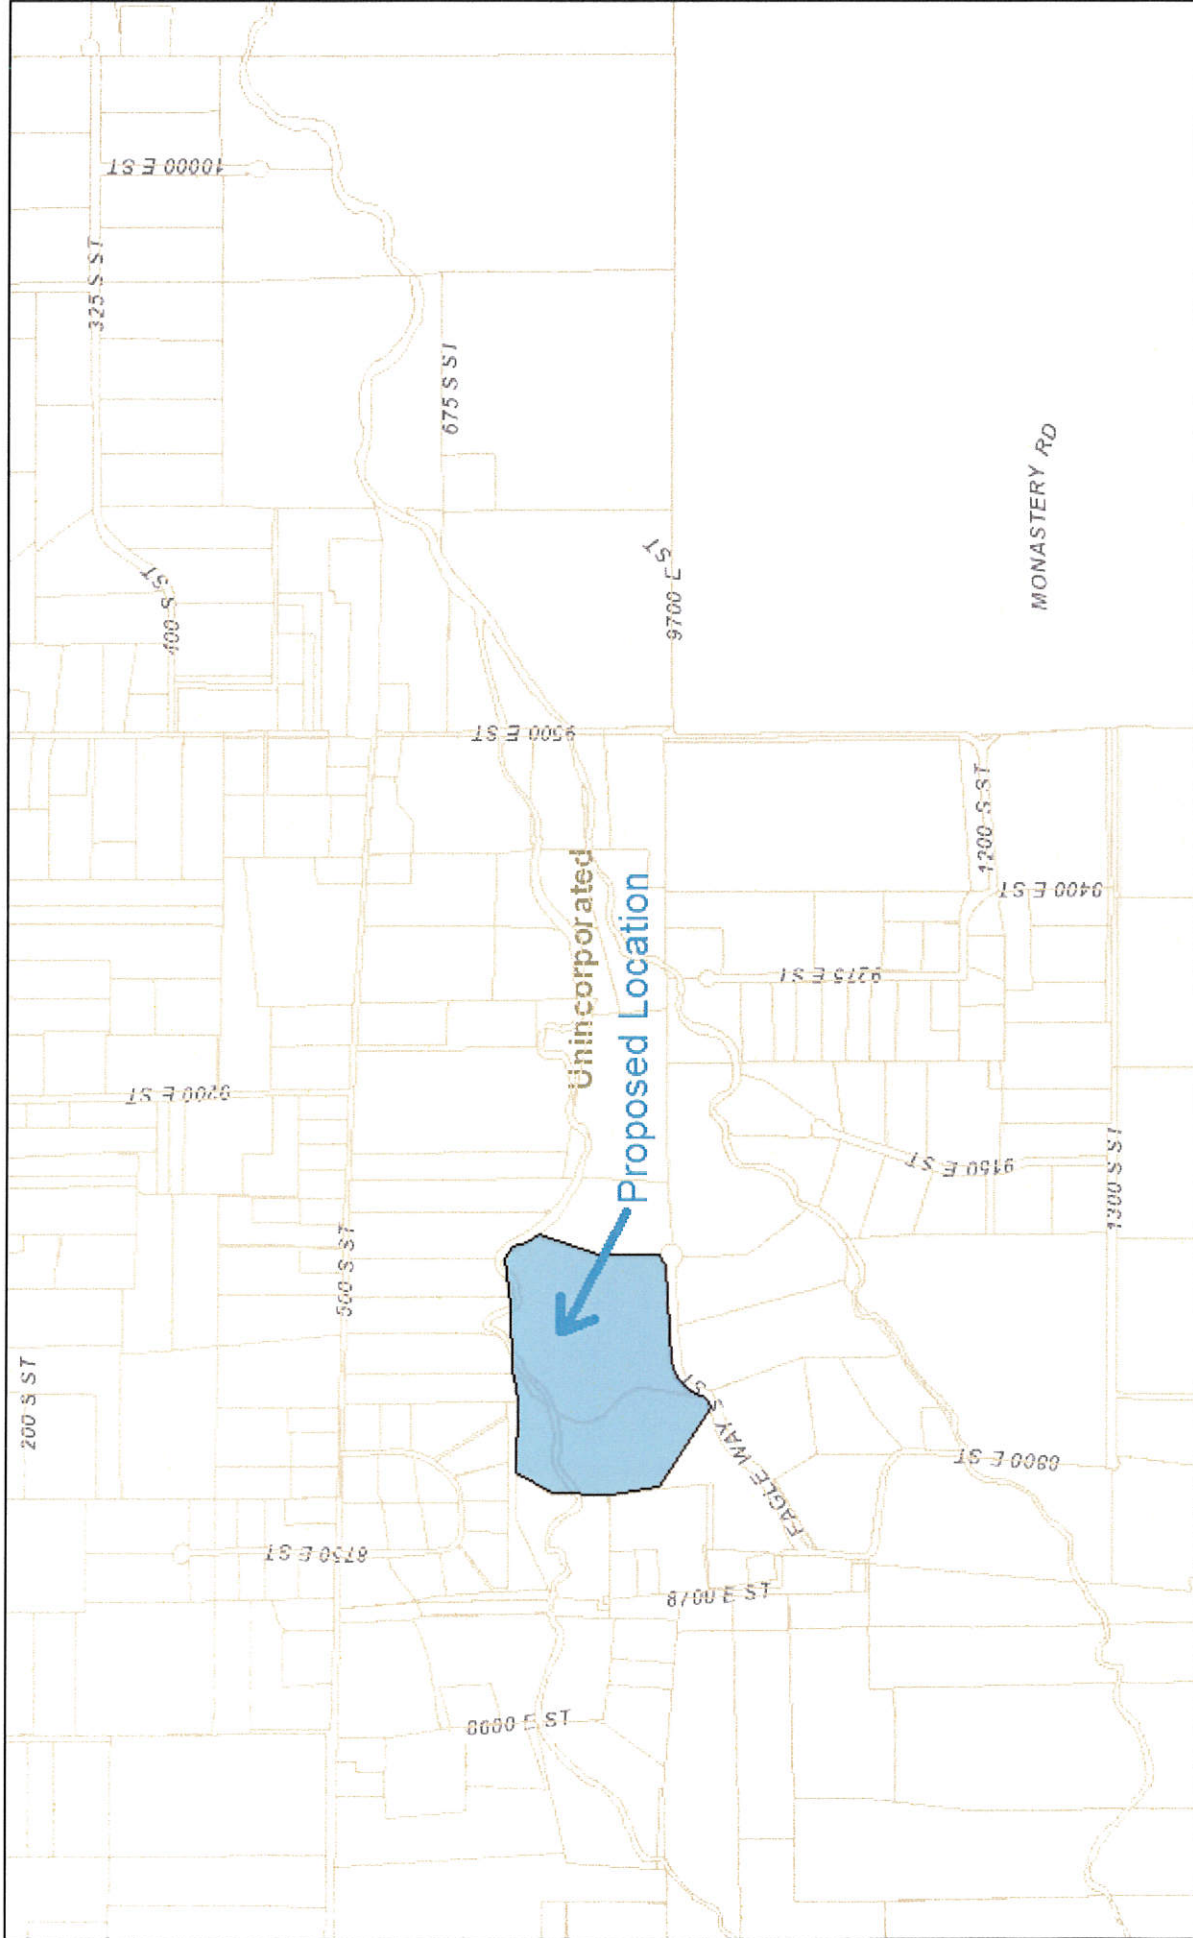 10000 E ST
325 S ST
675 S ST
400 S ST
9700 E ST
MONASTERY RD
9500 E ST
1200 S ST
9400 E ST
Unincorporated
Proposed Location
9275 E ST
9200 E ST
9150 E ST
1300 S ST
500 S ST
200 S ST
EAGLE WAY S ST
8900 E ST
8750 E ST
8700 E ST
8600 E ST